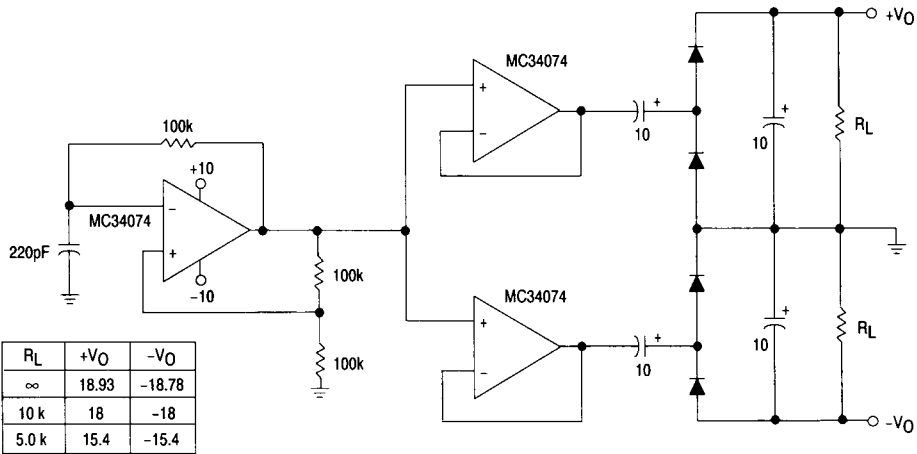 +VO
MC34074
100k
+
−
+
10
+
10
RL
+10
−
MC34074
+
−10
220pF
100k
MC34074
+
−
+
10
+
10
RL
100k
−VO
RL +VO −VO
∞ 18.93 −18.78
10 k 18 −18
5.0 k 15.4 −15.4